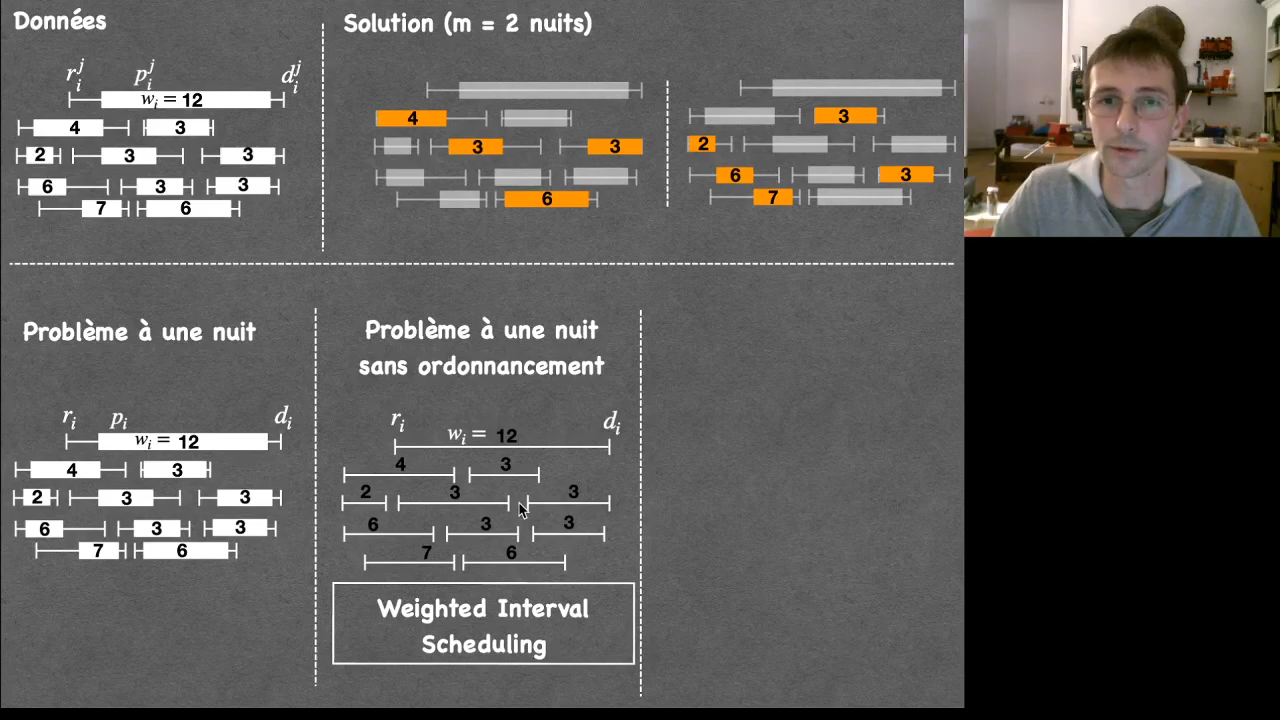 Données
Solution (m = 2 nuits)
r_i^j p_i^j d_i^j
w_i = 12
4 3
2 3 3
6 3 3
7 6
4
3 3
6
3
2
6 3
7
Problème à une nuit
r_i p_i d_i
w_i = 12
4 3
2 3 3
6 3 3
7 6
Problème à une nuit
sans ordonnancement
r_i d_i
w_i = 12
4 3
2 3 3
6 3 3
7 6
Weighted Interval
Scheduling